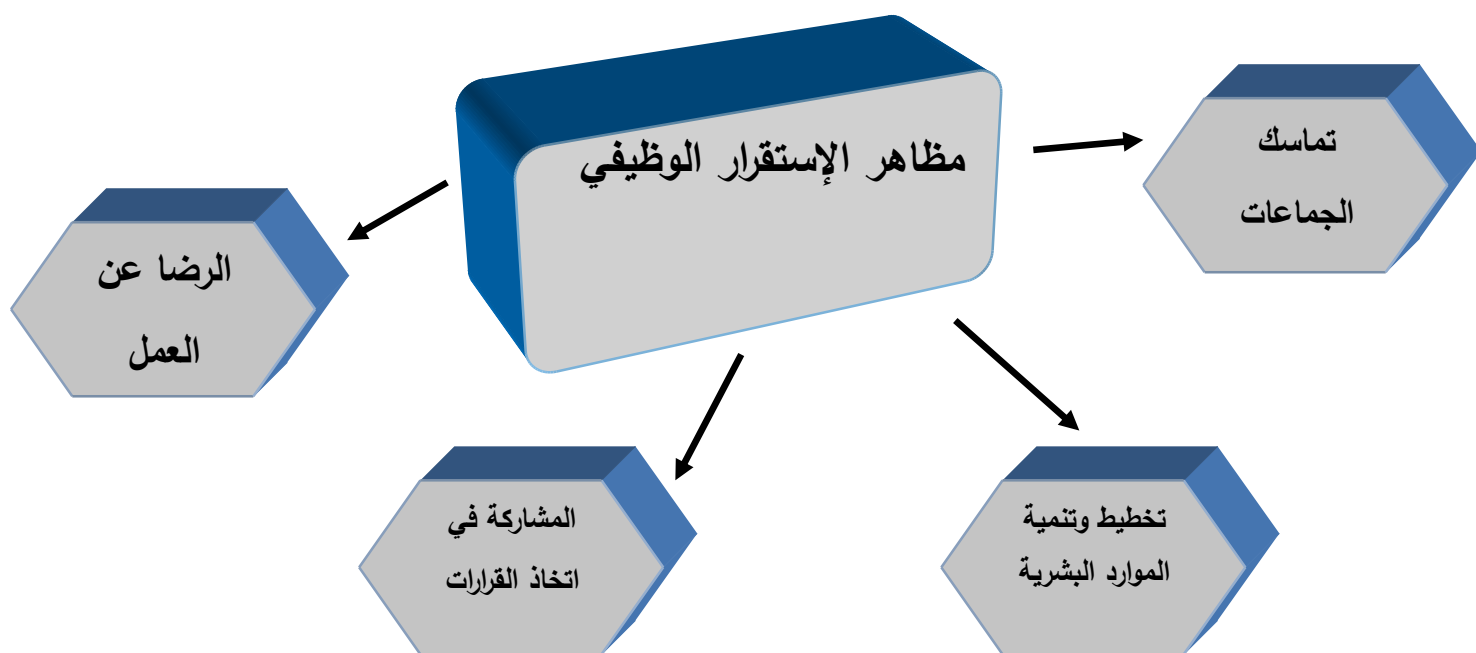 مظاهر الإستقرار الوظيفي
تماسك
الجماعات
الرضا عن
العمل
تخطيط وتنمية
الموارد البشرية
المشاركة في
اتخاذ القرارات